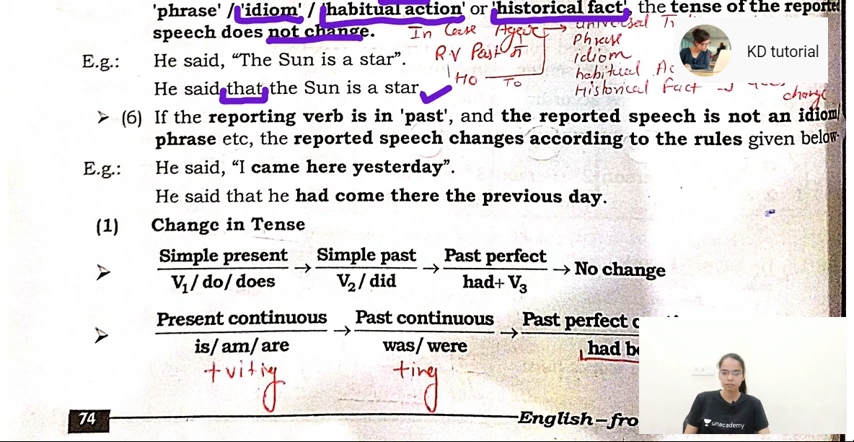 'phrase' / 'idiom' / 'habitual action' or 'historical fact', the tense of the reported
speech does not change.
In Case
R.V Past
HO
To
Phrase
idiom
habitual
Historical Fact
change
KD tutorial
E.g.: He said, “The Sun is a star”.
He said that the Sun is a star
➤ (6) If the reporting verb is in 'past', and the reported speech is not an idiom/
phrase etc, the reported speech changes according to the rules given below-
E.g.: He said, “I came here yesterday”.
He said that he had come there the previous day.
(1) Change in Tense
➤ Simple present → Simple past → Past perfect → No change
V₁/ do/ does V₂/ did had+ V₃
➤ Present continuous → Past continuous → Past perfect
is/ am/ are was/ were had
74
English-fro
unacademy